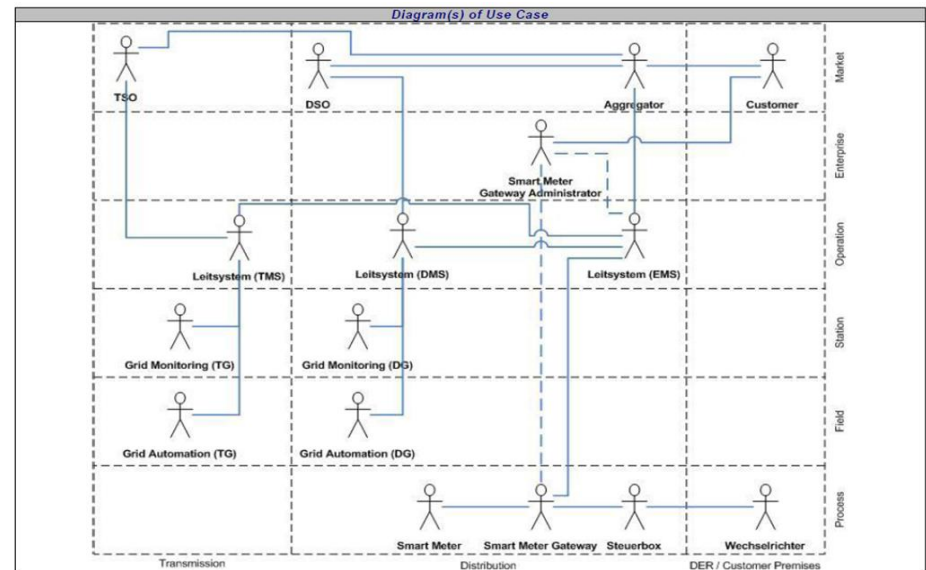 Diagram(s) of Use Case
TSO
DSO
Aggregator
Customer
Market
Smart Meter
Gateway Administrator
Enterprise
Leitsystem (TMS)
Leitsystem (DMS)
Leitsystem (EMS)
Operation
Grid Monitoring (TG)
Grid Monitoring (DG)
Station
Grid Automation (TG)
Grid Automation (DG)
Field
Smart Meter
Smart Meter Gateway
Steuerbox
Wechselrichter
Process
Transmission
Distribution
DER / Customer Premises